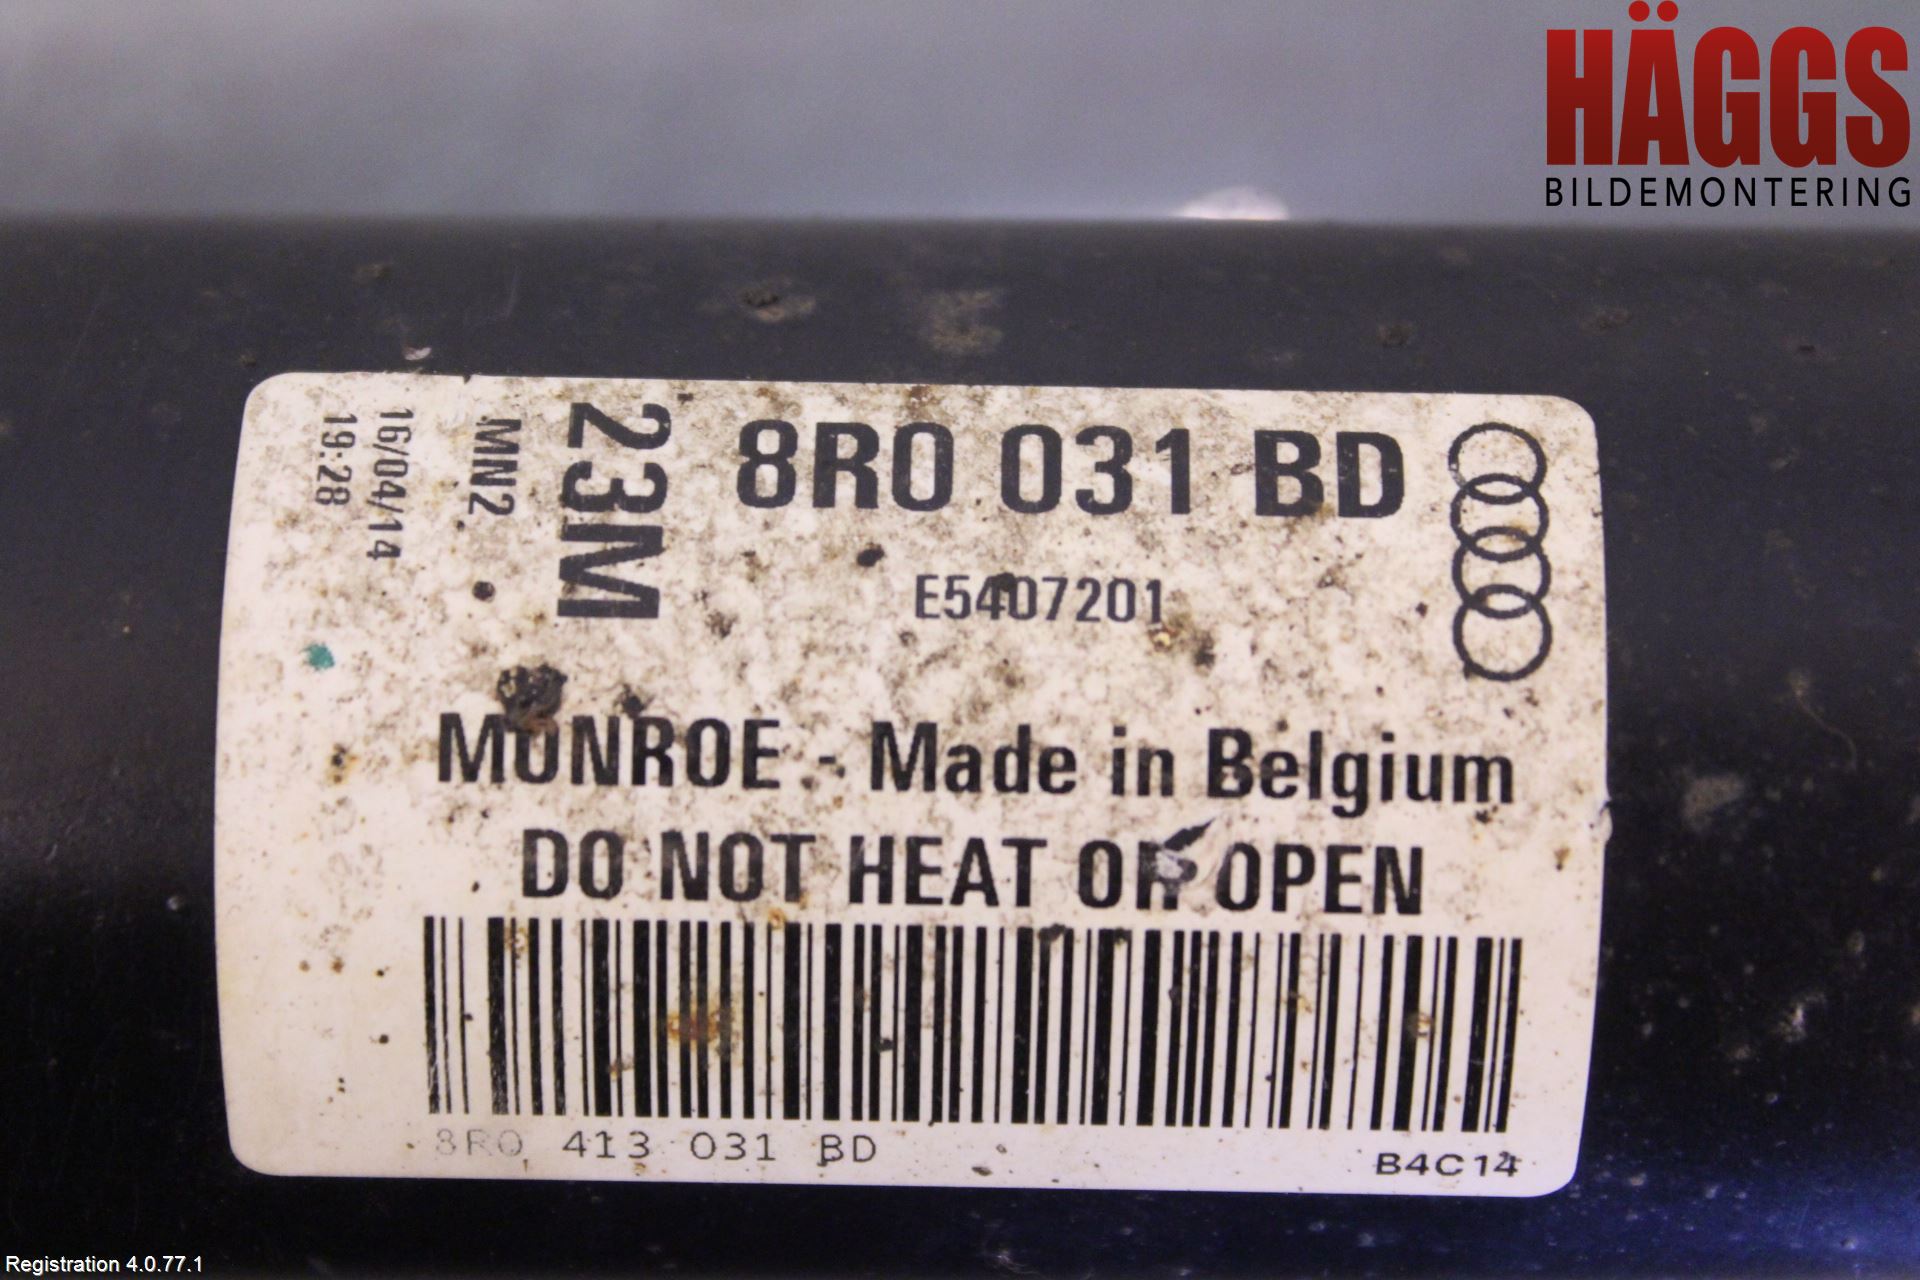 HÄGGS
BILDEMONTERING
8R0 031 BD
E5407201
23M
MN2
16/04/14
19:28
MONROE - Made in Belgium
DO NOT HEAT OR OPEN
8R0 413 031 BD
B4C14
Registration 4.0.77.1